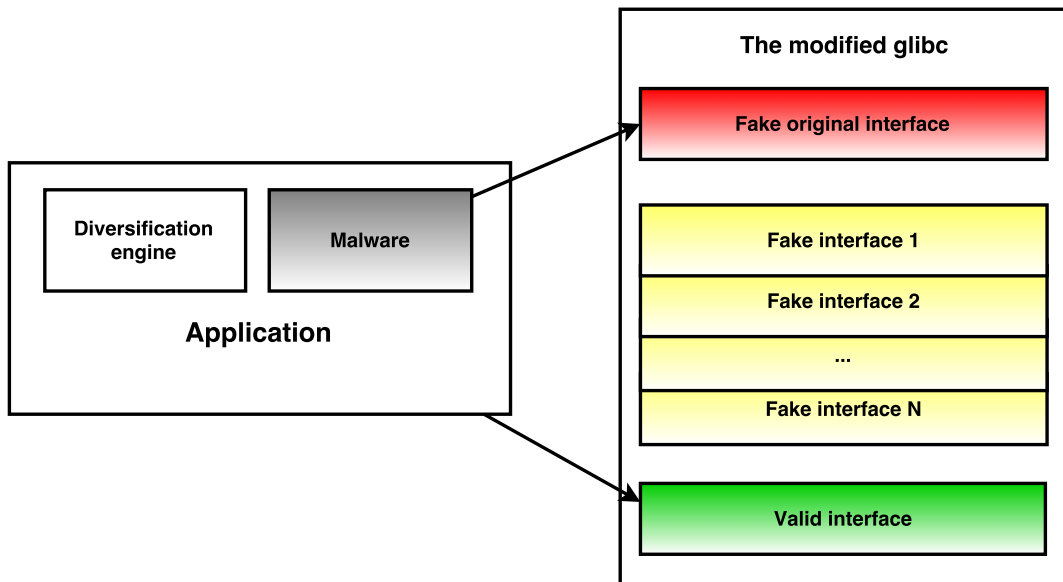 The modified glibc
Fake original interface
Diversification
engine
Malware
Application
Fake interface 1
Fake interface 2
...
Fake interface N
Valid interface